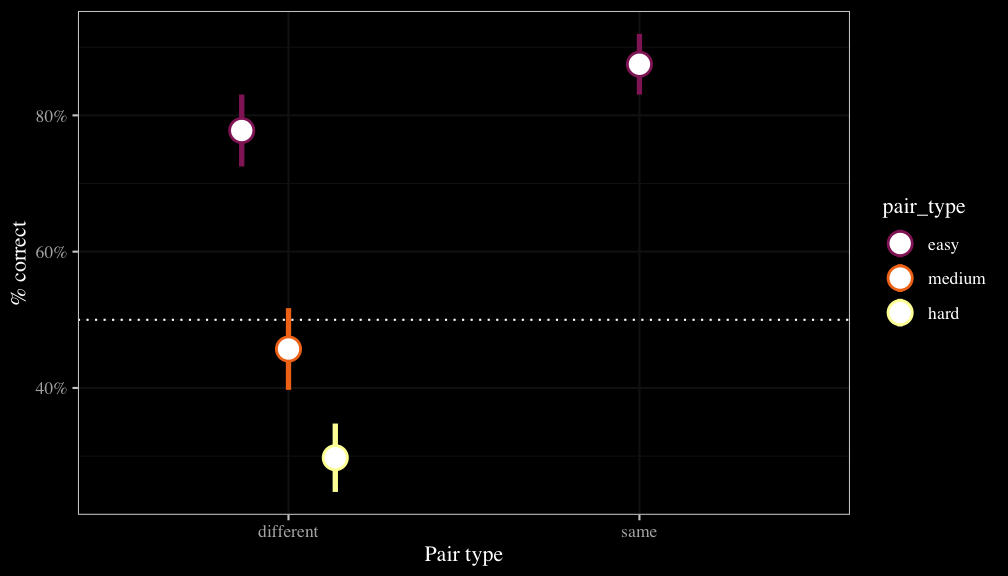 80%
60%
40%
% correct
different
same
Pair type
pair_type
easy
medium
hard